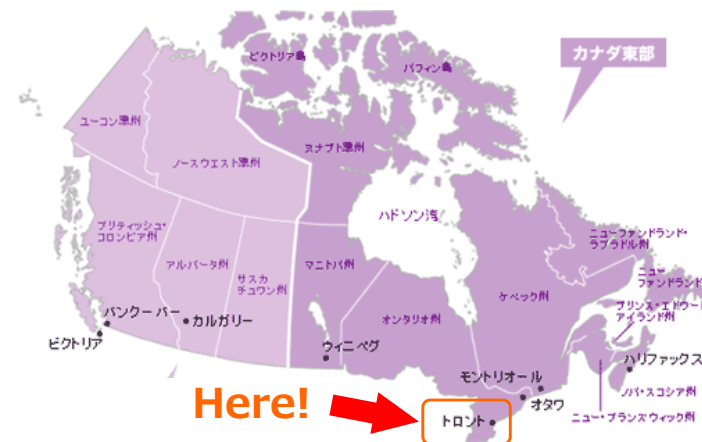 ビクトリア島
バフィン島
カナダ東部
ユーコン準州
ヌナブト準州
ノースウエスト準州
ハドソン湾
ブリティッシュ・
コロンビア州
ニューファンドランド・
ラブラドル州
アルバータ州
マニトバ州
サスカ
チュワン州
ニュー
ファンドランド
ケベック州
プリンス・エドワード
アイランド州
オンタリオ州
バンクーバー
カルガリー
ビクトリア
ウィニペグ
ハリファックス
モントリオール
ノバ・スコシア州
オタワ
ニュー・ブランズウィック州
Here!
トロント